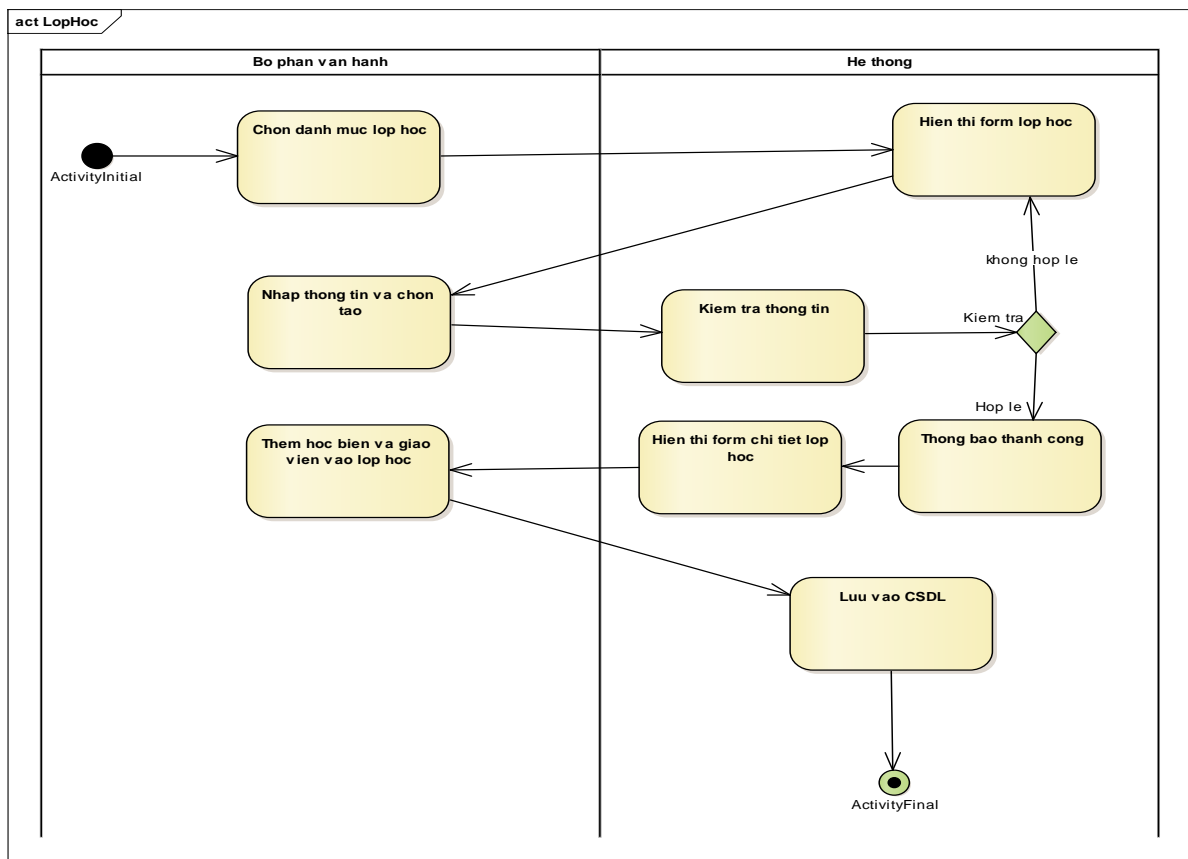 act LopHoc
Bo phan van hanh
He thong
Chon danh muc lop hoc
Hien thi form lop hoc
ActivityInitial
khong hop le
Nhap thong tin va chon
tao
Kiem tra thong tin
Kiem tra
Hop le
Them hoc bien va giao
vien vao lop hoc
Hien thi form chi tiet lop
hoc
Thong bao thanh cong
Luu vao CSDL
ActivityFinal